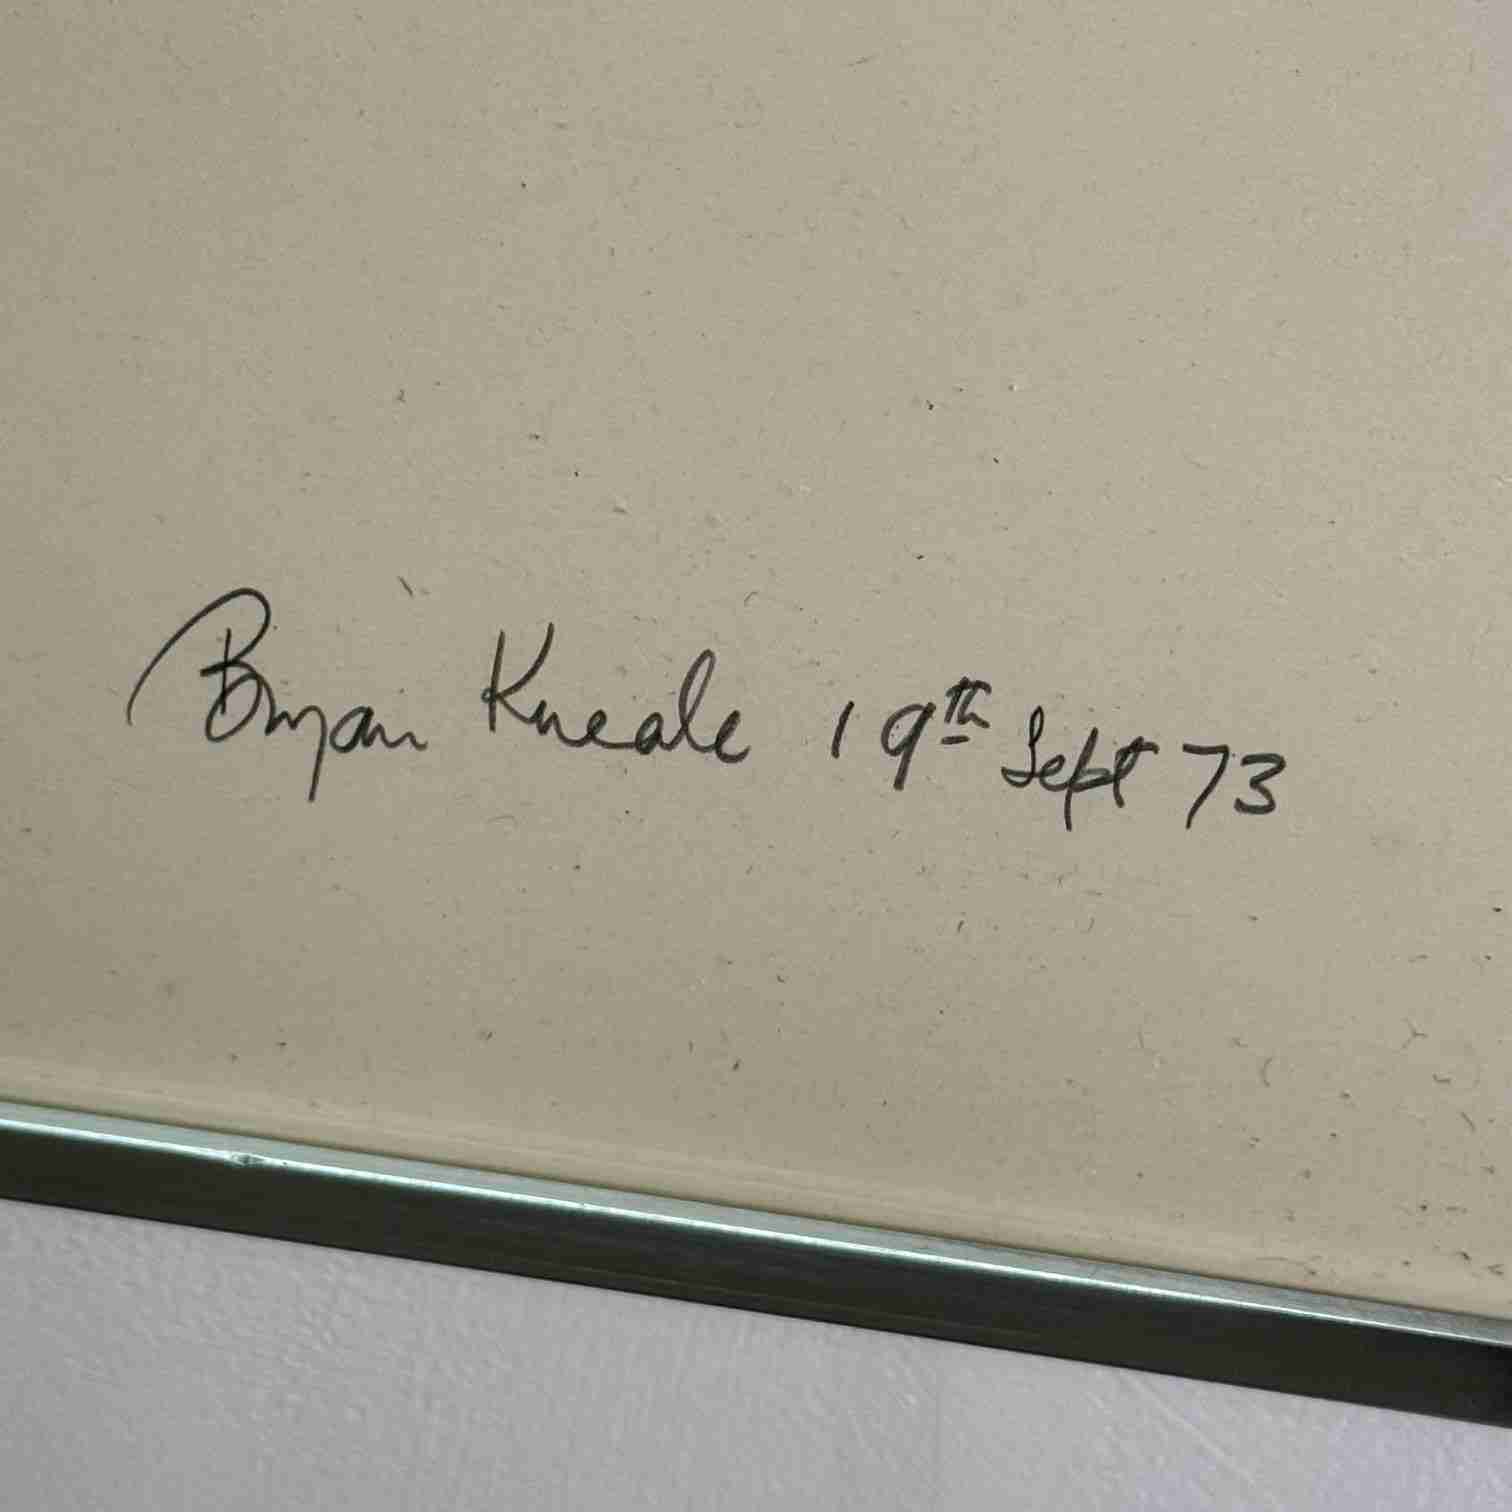 Bryan Kneale 19th Sept 73